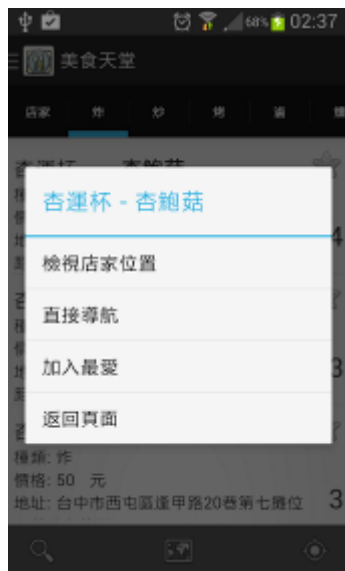 68% 02:37
美食天堂
店家 炸 炒 烤 滷
杏運杯 - 杏鮑菇
4
檢視店家位置
直接導航
加入最愛
3
返回頁面
種類: 炸
價格: 50 元
地址: 台中市西屯區逢甲路20巷第七攤位 3